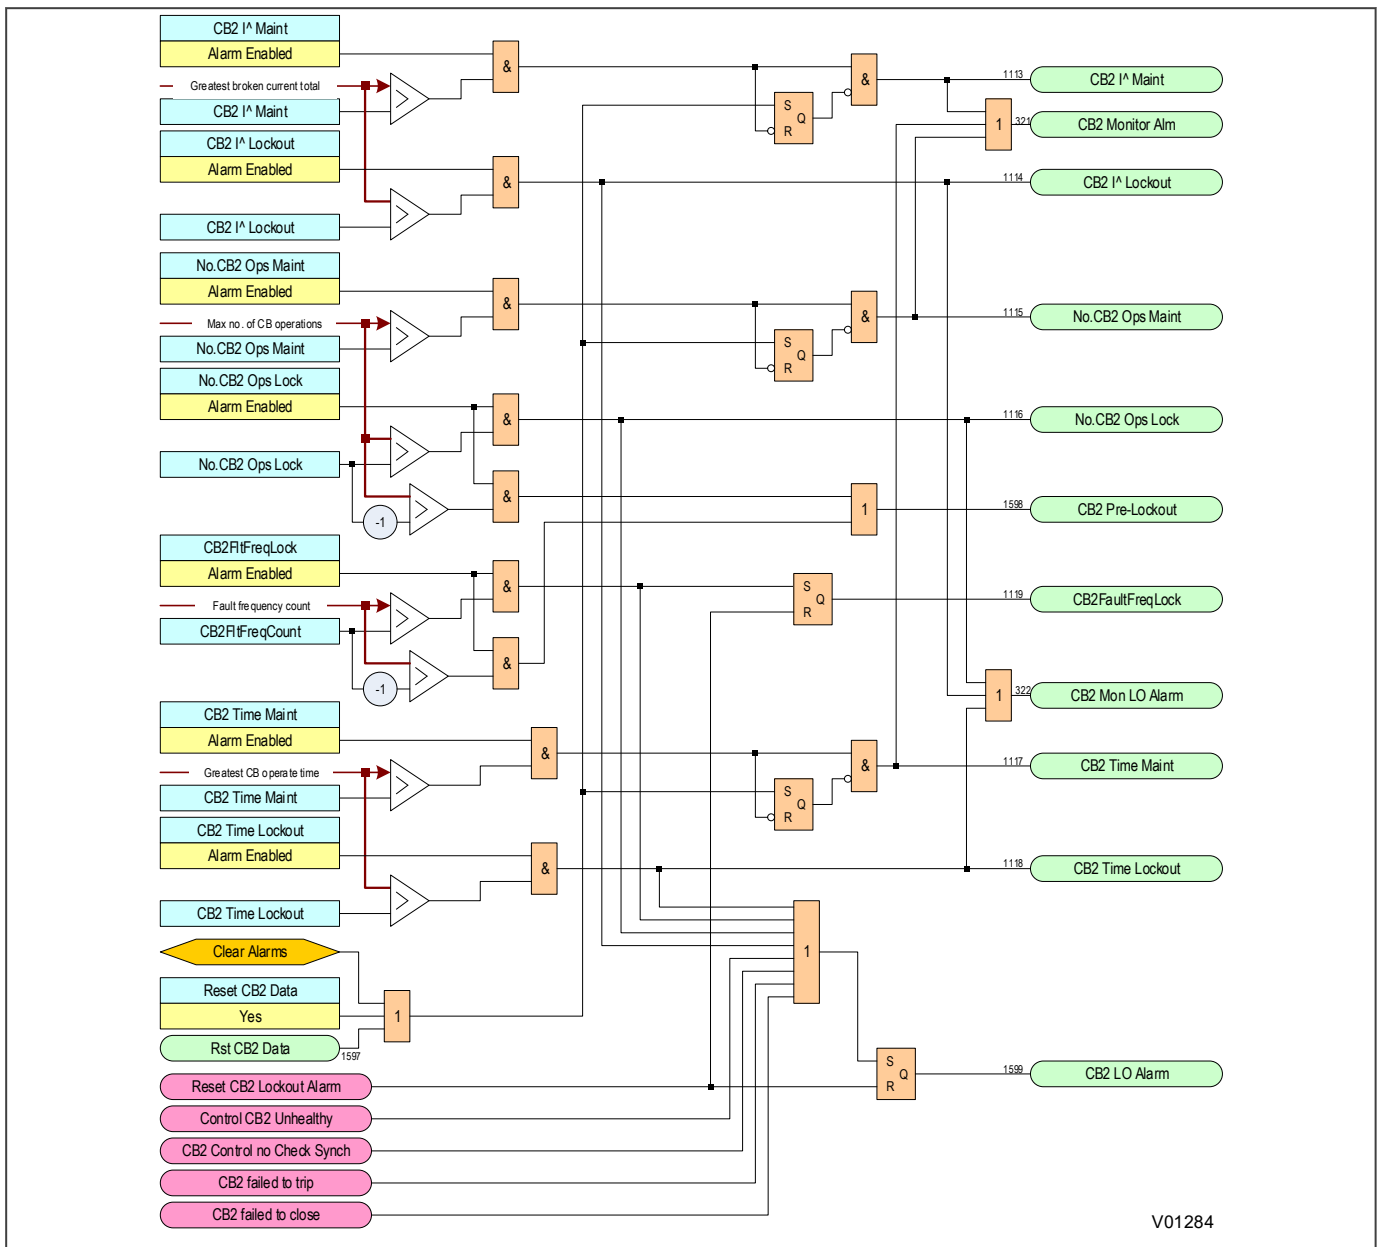 CB2 I^ Maint
Alarm Enabled
Greatest broken current total
CB2 I^ Maint
CB2 I^ Lockout
Alarm Enabled
CB2 I^ Lockout
No.CB2 Ops Maint
Alarm Enabled
Max no. of CB operations
No.CB2 Ops Maint
No.CB2 Ops Lock
Alarm Enabled
No.CB2 Ops Lock
-1
CB2FltFreqLock
Alarm Enabled
Fault frequency count
CB2FltFreqCount
-1
CB2 Time Maint
Alarm Enabled
Greatest CB operate time
CB2 Time Maint
CB2 Time Lockout
Alarm Enabled
CB2 Time Lockout
Clear Alarms
Reset CB2 Data
Yes
Rst CB2 Data
1597
Reset CB2 Lockout Alarm
Control CB2 Unhealthy
CB2 Control no Check Synch
CB2 failed to trip
CB2 failed to close
&
&
&
&
&
&
&
&
&
1
S
Q
R
&
S
Q
R
&
1
S
Q
R
S
Q
R
&
1
S
Q
R
1
1
1113
CB2 I^ Maint
321
CB2 Monitor Alm
1114
CB2 I^ Lockout
1115
No.CB2 Ops Maint
1116
No.CB2 Ops Lock
1598
CB2 Pre-Lockout
1119
CB2FaultFreqLock
322
CB2 Mon LO Alarm
1117
CB2 Time Maint
1118
CB2 Time Lockout
1599
CB2 LO Alarm
V01284